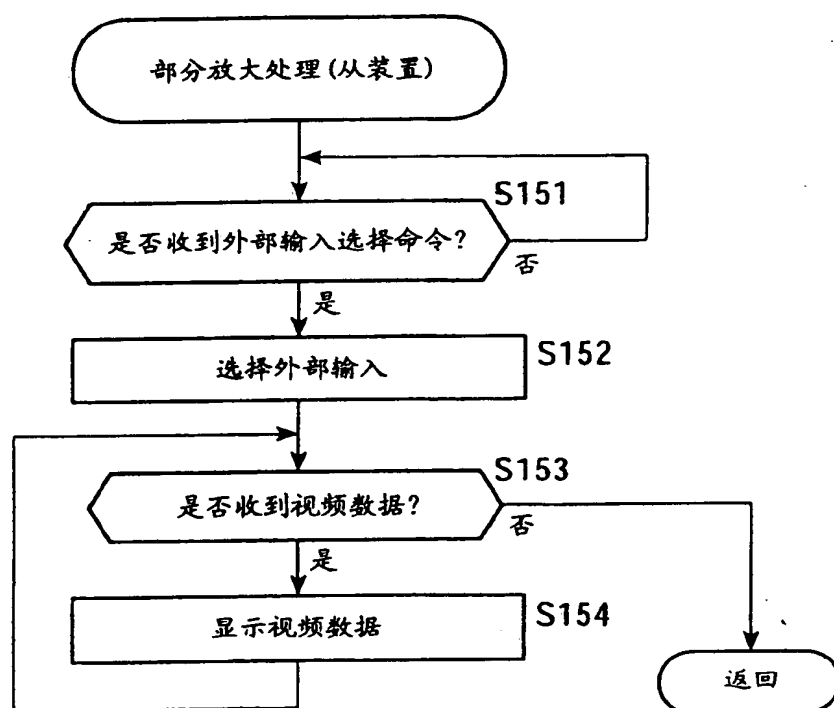 部分放大处理(从装置)
S151
是否收到外部输入选择命令?
否
是
选择外部输入
S152
S153
是否收到视频数据?
否
是
显示视频数据
S154
返回